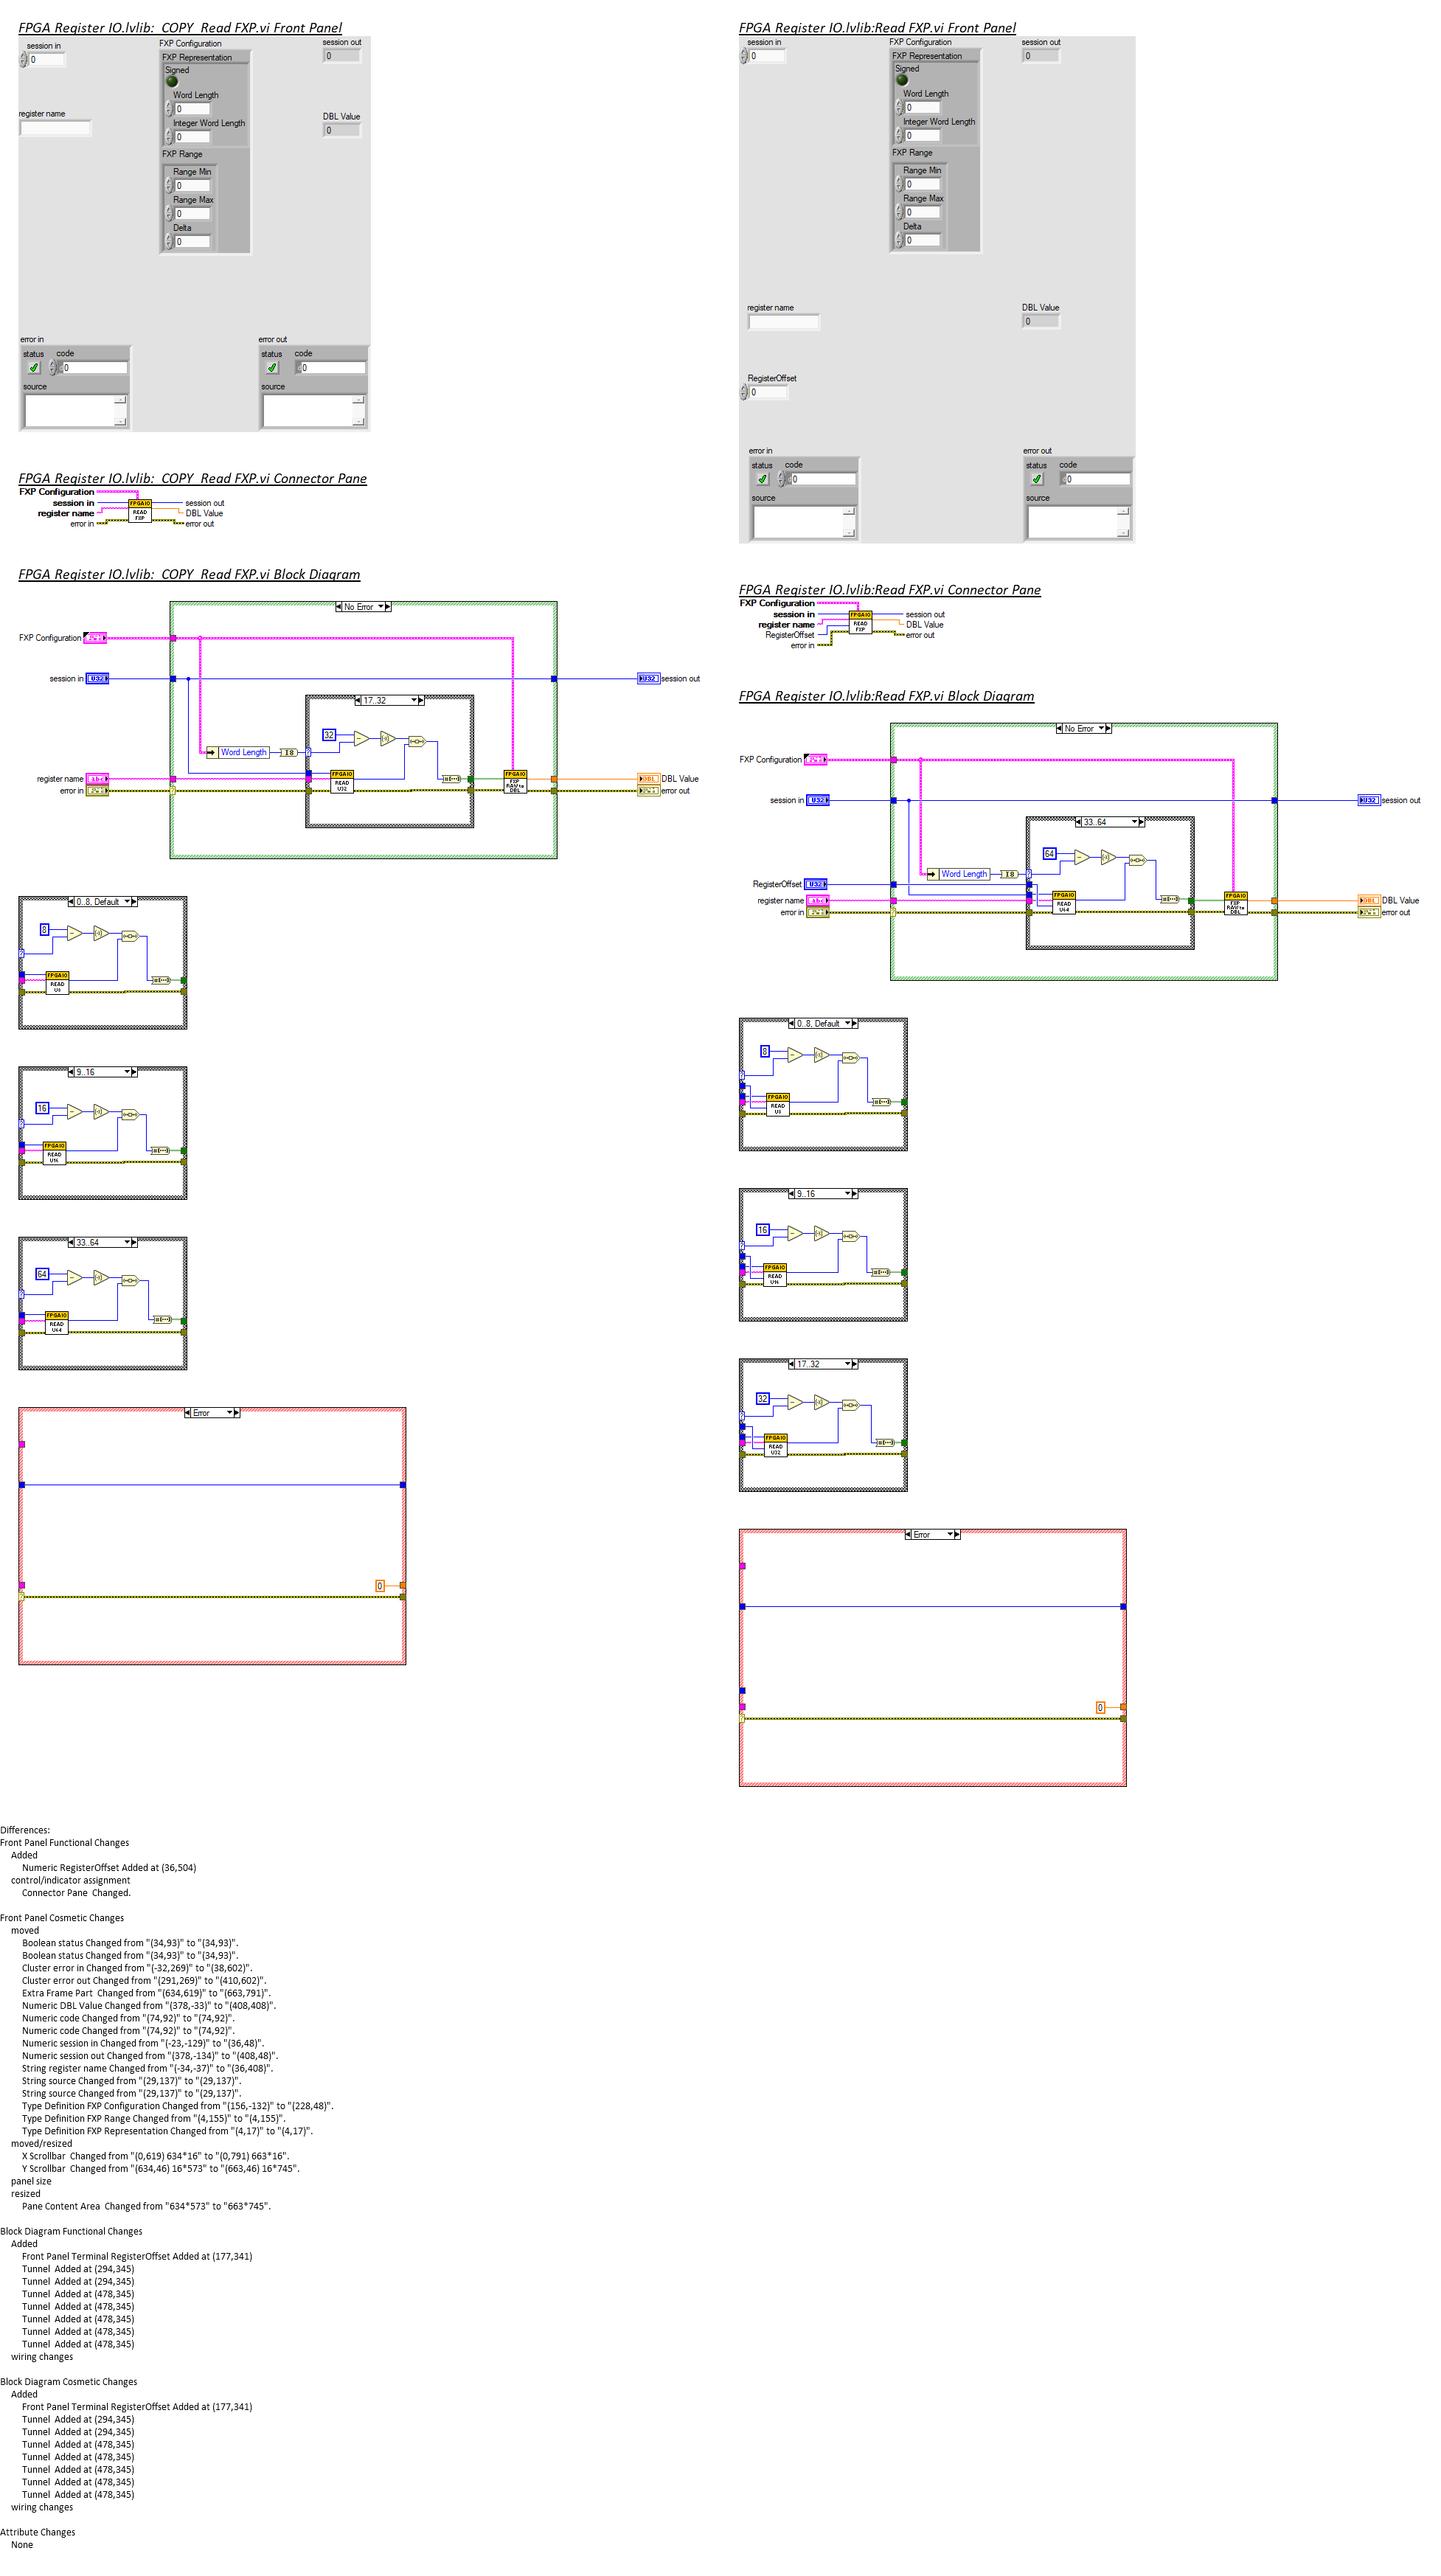 FPGA Register IO.lvlib:  COPY  Read FXP.vi Front Panel
session in
0
register name
FXP Configuration
FXP Representation
Signed
Word Length
0
Integer Word Length
0
FXP Range
Range Min
0
Range Max
0
Delta
0
session out
0
DBL Value
0
error in
status code
0
source
error out
status code
0
source
FPGA Register IO.lvlib:  COPY  Read FXP.vi Connector Pane
FXP Configuration
session in
register name
error in
FPGAIO
READ
FXP
session out
DBL Value
error out
FPGA Register IO.lvlib:  COPY  Read FXP.vi Block Diagram
No Error
FXP Configuration
session in
U32
U32
session out
17..32
32
Word Length
I8
register name
abc
error in
FPGAIO
READ
U32
FPGAIO
FXP
RAW to
DBL
DBL
DBL Value
error out
0..8, Default
8
FPGAIO
READ
U8
9..16
16
FPGAIO
READ
U16
33..64
64
FPGAIO
READ
U64
Error
0
FPGA Register IO.lvlib:Read FXP.vi Front Panel
session in
0
FXP Configuration
FXP Representation
Signed
Word Length
0
Integer Word Length
0
FXP Range
Range Min
0
Range Max
0
Delta
0
session out
0
register name
DBL Value
0
RegisterOffset
0
error in
status code
0
source
error out
status code
0
source
FPGA Register IO.lvlib:Read FXP.vi Connector Pane
FXP Configuration
session in
register name
RegisterOffset
error in
FPGAIO
READ
FXP
session out
DBL Value
error out
FPGA Register IO.lvlib:Read FXP.vi Block Diagram
No Error
FXP Configuration
session in
U32
U32
session out
33..64
64
Word Length
I8
RegisterOffset
U32
register name
abc
error in
FPGAIO
READ
U64
FPGAIO
FXP
RAW to
DBL
DBL
DBL Value
error out
0..8, Default
8
FPGAIO
READ
U8
9..16
16
FPGAIO
READ
U16
17..32
32
FPGAIO
READ
U32
Error
0
Differences:
Front Panel Functional Changes
Added
Numeric RegisterOffset Added at (36,504)
control/indicator assignment
Connector Pane  Changed.
Front Panel Cosmetic Changes
moved
Boolean status Changed from "(34,93)" to "(34,93)".
Boolean status Changed from "(34,93)" to "(34,93)".
Cluster error in Changed from "(-32,269)" to "(38,602)".
Cluster error out Changed from "(291,269)" to "(410,602)".
Extra Frame Part  Changed from "(634,619)" to "(663,791)".
Numeric DBL Value Changed from "(378,-33)" to "(408,408)".
Numeric code Changed from "(74,92)" to "(74,92)".
Numeric code Changed from "(74,92)" to "(74,92)".
Numeric session in Changed from "(-23,-129)" to "(36,48)".
Numeric session out Changed from "(378,-134)" to "(408,48)".
String register name Changed from "(-34,-37)" to "(36,408)".
String source Changed from "(29,137)" to "(29,137)".
String source Changed from "(29,137)" to "(29,137)".
Type Definition FXP Configuration Changed from "(156,-132)" to "(228,48)".
Type Definition FXP Range Changed from "(4,155)" to "(4,155)".
Type Definition FXP Representation Changed from "(4,17)" to "(4,17)".
moved/resized
X Scrollbar  Changed from "(0,619) 634*16" to "(0,791) 663*16".
Y Scrollbar  Changed from "(634,46) 16*573" to "(663,46) 16*745".
panel size
resized
Pane Content Area  Changed from "634*573" to "663*745".
Block Diagram Functional Changes
Added
Front Panel Terminal RegisterOffset Added at (177,341)
Tunnel  Added at (294,345)
Tunnel  Added at (294,345)
Tunnel  Added at (478,345)
Tunnel  Added at (478,345)
Tunnel  Added at (478,345)
Tunnel  Added at (478,345)
Tunnel  Added at (478,345)
wiring changes
Block Diagram Cosmetic Changes
Added
Front Panel Terminal RegisterOffset Added at (177,341)
Tunnel  Added at (294,345)
Tunnel  Added at (294,345)
Tunnel  Added at (478,345)
Tunnel  Added at (478,345)
Tunnel  Added at (478,345)
Tunnel  Added at (478,345)
Tunnel  Added at (478,345)
wiring changes
Attribute Changes
None